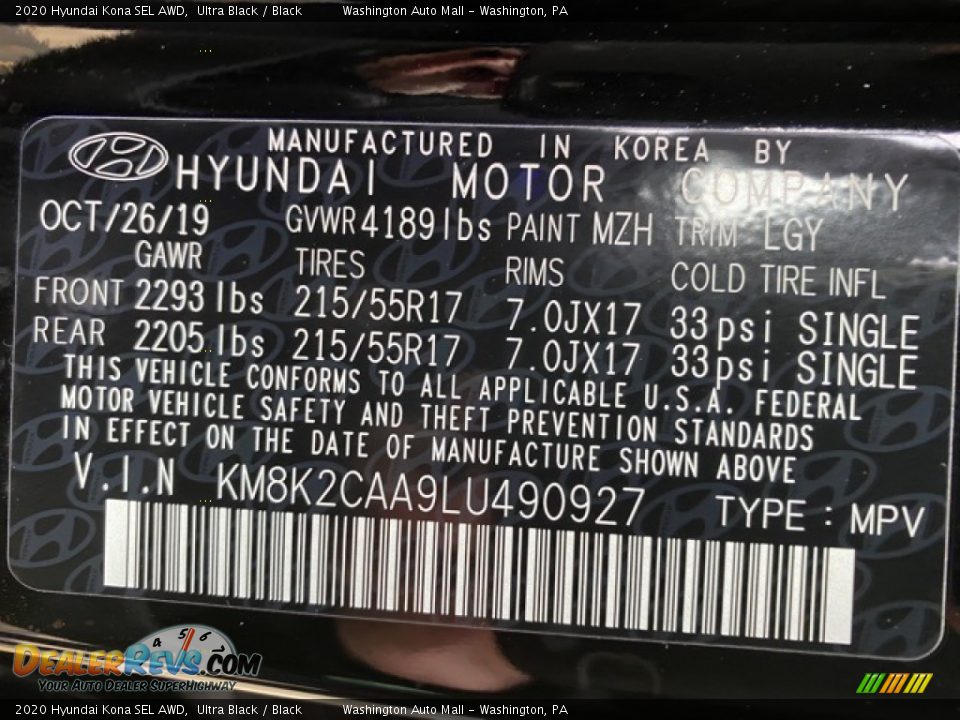 2020 Hyundai Kona SEL AWD, Ultra Black / Black Washington Auto Mall - Washington, PA
MANUFACTURED IN KOREA BY
HYUNDAI MOTOR COMPANY
OCT/26/19 GVWR 4189 lbs PAINT MZH TRIM LGY
GAWR TIRES RIMS COLD TIRE INFL
FRONT 2293 lbs 215/55R17 7.0JX17 33psi SINGLE
REAR 2205 lbs 215/55R17 7.0JX17 33psi SINGLE
THIS VEHICLE CONFORMS TO ALL APPLICABLE U.S.A. FEDERAL
MOTOR VEHICLE SAFETY AND THEFT PREVENTION STANDARDS
IN EFFECT ON THE DATE OF MANUFACTURE SHOWN ABOVE
V.I.N KM8K2CAA9LU490927 TYPE : MPV
4 5 6
DEALERREVS.COM
YOUR AUTO DEALER SUPERHIGHWAY
2020 Hyundai Kona SEL AWD, Ultra Black / Black Washington Auto Mall - Washington, PA